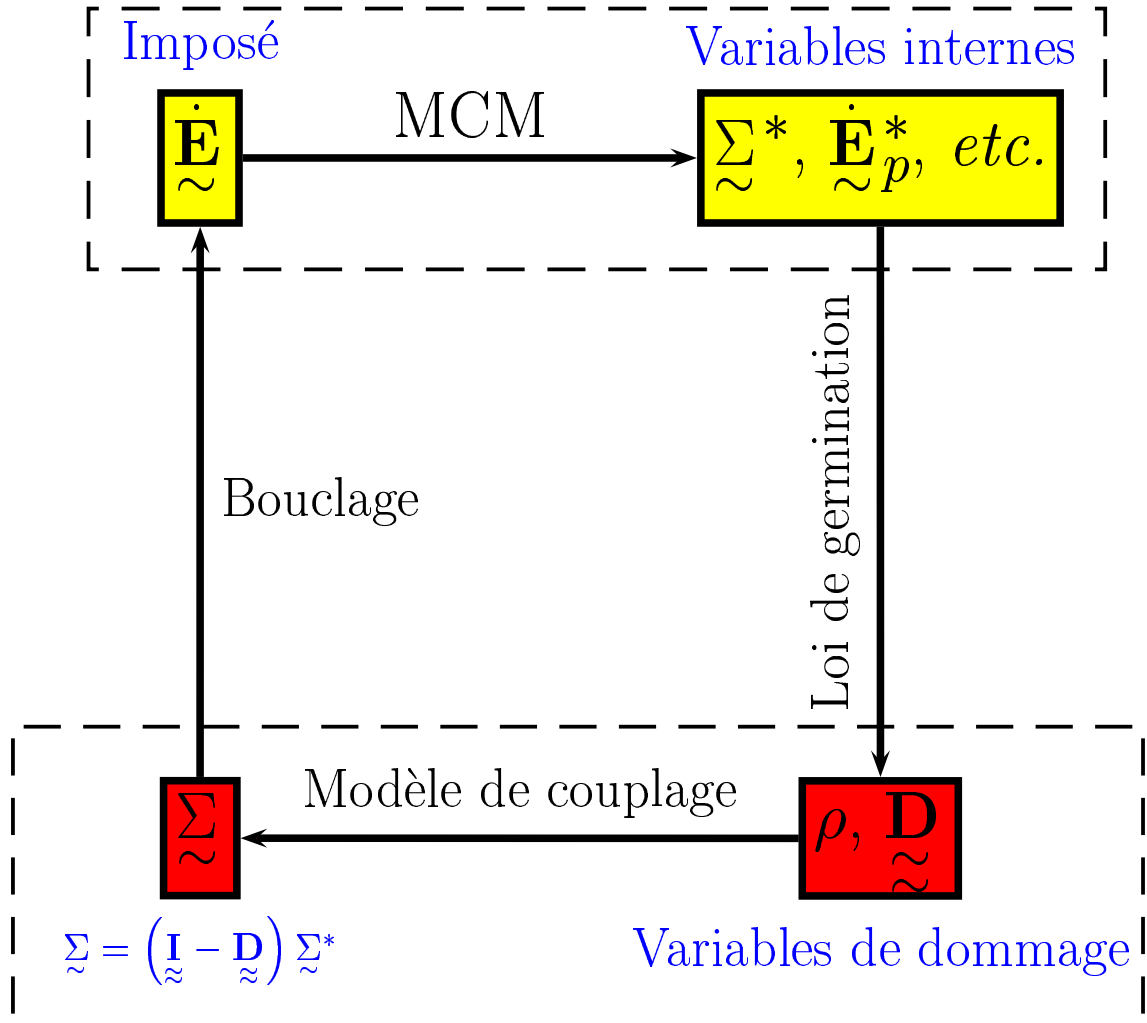 Imposé
Variables internes
MCM
Ė
Σ*, Ė*p, etc.
Loi de germination
Bouclage
Modèle de couplage
Σ
ρ, D
Σ = (I − D) Σ*
Variables de dommage